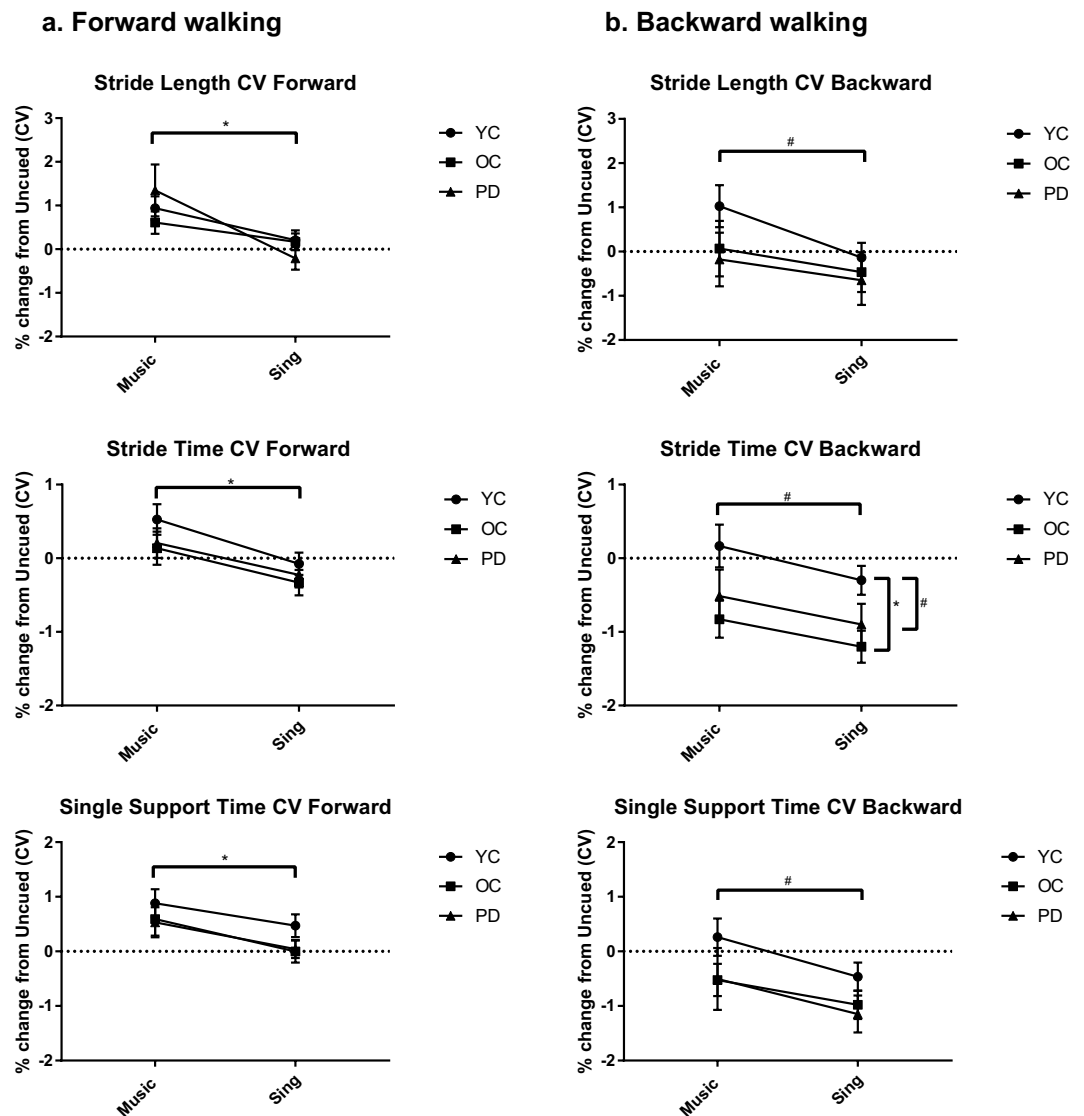 a. Forward walking
b. Backward walking
Stride Length CV Forward
% change from Uncued (CV)
3
2
1
0
-1
-2
*
Music
Sing
YC
OC
PD
Stride Length CV Backward
% change from Uncued (CV)
3
2
1
0
-1
-2
#
Music
Sing
YC
OC
PD
Stride Time CV Forward
% change from Uncued (CV)
1
0
-1
-2
*
Music
Sing
YC
OC
PD
Stride Time CV Backward
% change from Uncued (CV)
1
0
-1
-2
#
* #
Music
Sing
YC
OC
PD
Single Support Time CV Forward
% change from Uncued (CV)
2
1
0
-1
-2
*
Music
Sing
YC
OC
PD
Single Support Time CV Backward
% change from Uncued (CV)
2
1
0
-1
-2
#
Music
Sing
YC
OC
PD